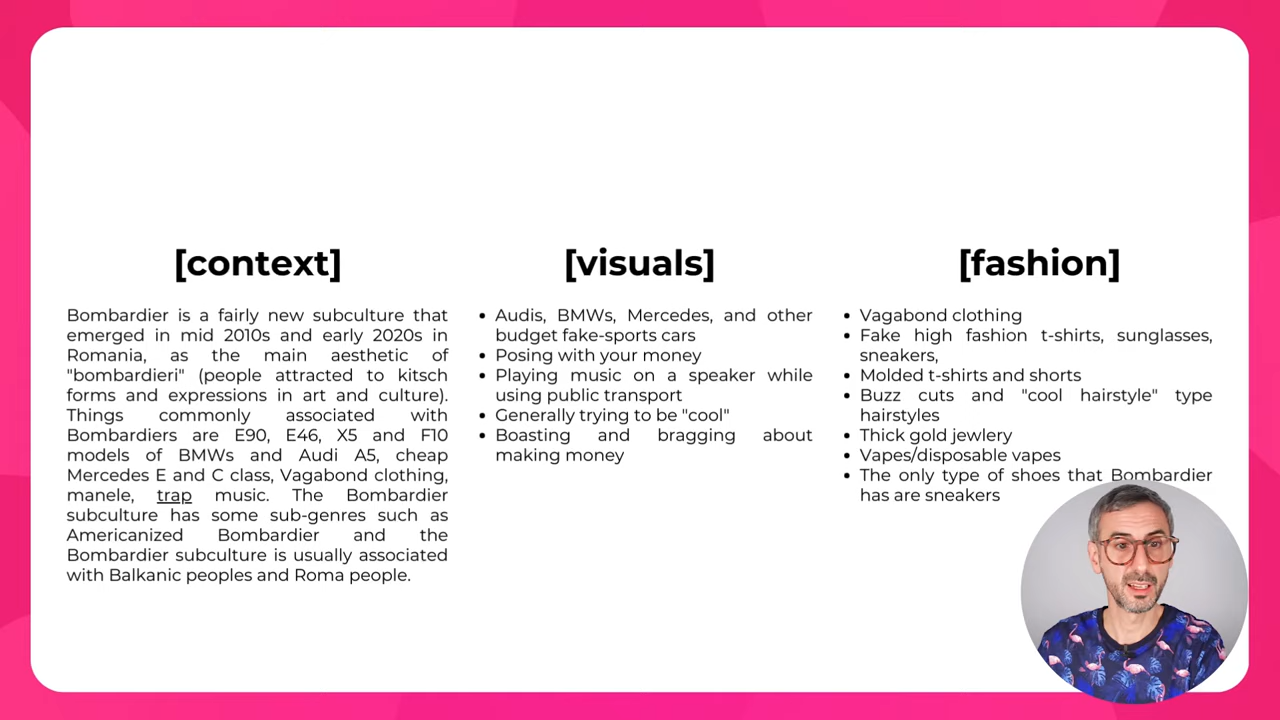 [context]
Bombardier is a fairly new subculture that
emerged in mid 2010s and early 2020s in
Romania, as the main aesthetic of
"bombardieri" (people attracted to kitsch
forms and expressions in art and culture).
Things commonly associated with
Bombardiers are E90, E46, X5 and F10
models of BMWs and Audi A5, cheap
Mercedes E and C class, Vagabond clothing,
manele, trap music. The Bombardier
subculture has some sub-genres such as
Americanized Bombardier and the
Bombardier subculture is usually associated
with Balkanic peoples and Roma people.
[visuals]
• Audis, BMWs, Mercedes, and other
budget fake-sports cars
• Posing with your money
• Playing music on a speaker while
using public transport
• Generally trying to be "cool"
• Boasting and bragging about
making money
[fashion]
• Vagabond clothing
• Fake high fashion t-shirts, sunglasses,
sneakers,
• Molded t-shirts and shorts
• Buzz cuts and "cool hairstyle" type
hairstyles
• Thick gold jewlery
• Vapes/disposable vapes
• The only type of shoes that Bombardier
has are sneakers